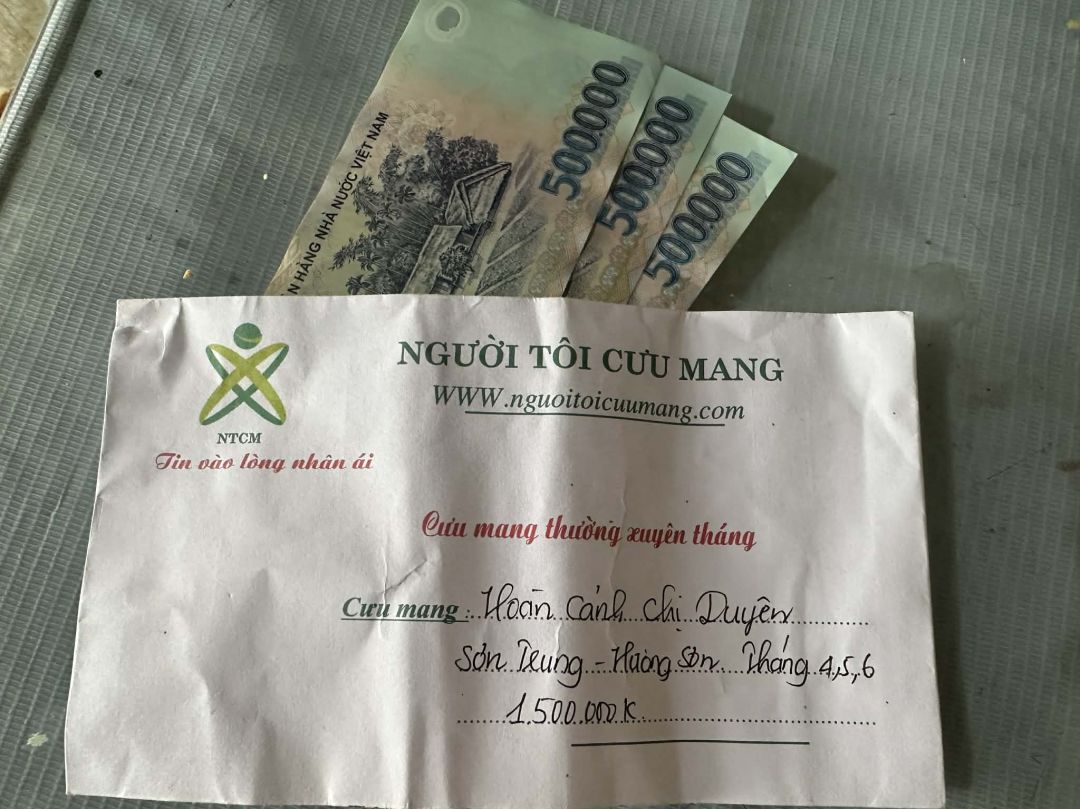 N HÀNG NHÀ NƯỚC VIỆT NAM
500000
500000
500000
NGƯỜI TÔI CƯU MANG
WWW.nguoitoicuumang.com
NTCM
Tin vào lòng nhân ái
Cưu mang thường xuyên tháng
Cưu mang : Hoàn cảnh chị Duyên
Sơn Trung - Hương Sơn Tháng 4,5,6
1.500.000K